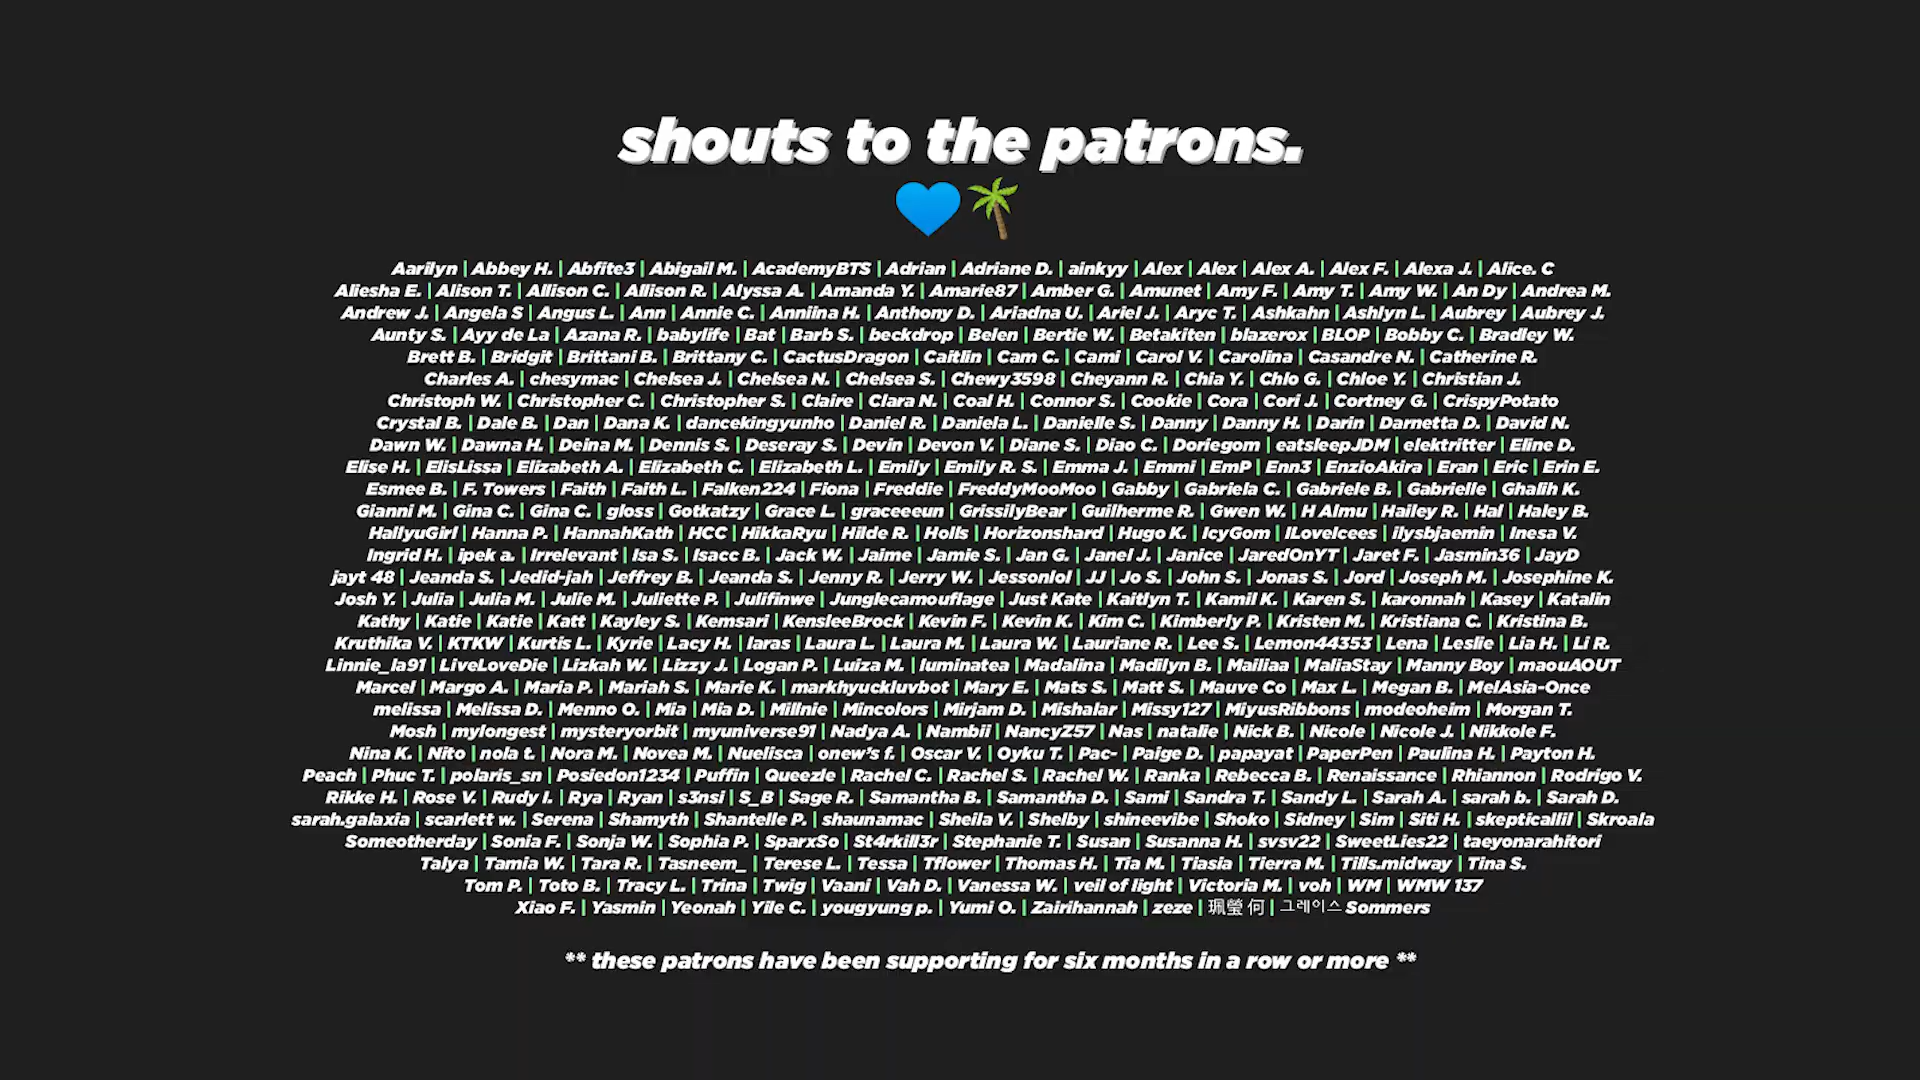 shouts to the patrons.
💙🌴
Aarilyn | Abbey H. | Abfite3 | Abigail M. | AcademyBTS | Adrian | Adriane D. | ainkyy | Alex | Alex | Alex A. | Alex F. | Alexa J. | Alice. C
Aliesha E. | Alison T. | Allison C. | Allison R. | Alyssa A. | Amanda Y. | Amarie87 | Amber G. | Amunet | Amy F. | Amy T. | Amy W. | An Dy | Andrea M.
Andrew J. | Angela S | Angus L. | Ann | Annie C. | Anniina H. | Anthony D. | Ariadna U. | Ariel J. | Aryc T. | Ashkahn | Ashlyn L. | Aubrey | Aubrey J.
Aunty S. | Ayy de La | Azana R. | babylife | Bat | Barb S. | beckdrop | Belen | Bertie W. | Betakiten | blazerox | BLOP | Bobby C. | Bradley W.
Brett B. | Bridgit | Brittani B. | Brittany C. | CactusDragon | Caitlin | Cam C. | Cami | Carol V. | Carolina | Casandre N. | Catherine R.
Charles A. | chesymac | Chelsea J. | Chelsea N. | Chelsea S. | Chewy3598 | Cheyann R. | Chia Y. | Chlo G. | Chloe Y. | Christian J.
Christoph W. | Christopher C. | Christopher S. | Claire | Clara N. | Coal H. | Connor S. | Cookie | Cora | Cori J. | Cortney G. | CrispyPotato
Crystal B. | Dale B. | Dan | Dana K. | dancekingyunho | Daniel R. | Daniela L. | Danielle S. | Danny | Danny H. | Darin | Darnetta D. | David N.
Dawn W. | Dawna H. | Deina M. | Dennis S. | Deseray S. | Devin | Devon V. | Diane S. | Diao C. | Doriegom | eatsleepJDM | elektritter | Eline D.
Elise H. | ElisLissa | Elizabeth A. | Elizabeth C. | Elizabeth L. | Emily | Emily R. S. | Emma J. | Emmi | EmP | Enn3 | EnzioAkira | Eran | Eric | Erin E.
Esmee B. | F. Towers | Faith | Faith L. | Falken224 | Fiona | Freddie | FreddyMooMoo | Gabby | Gabriela C. | Gabriele B. | Gabrielle | Ghalih K.
Gianni M. | Gina C. | Gina C. | gloss | Gotkatzy | Grace L. | graceeeun | GrissilyBear | Guilherme R. | Gwen W. | H Almu | Hailey R. | Hal | Haley B.
HallyuGirl | Hanna P. | HannahKath | HCC | HikkaRyu | Hilde R. | Holls | Horizonshard | Hugo K. | IcyGom | ILoveIcees | ilysbjaemin | Inesa V.
Ingrid H. | ipek a. | Irrelevant | Isa S. | Isacc B. | Jack W. | Jaime | Jamie S. | Jan G. | Janel J. | Janice | JaredOnYT | Jaret F. | Jasmin36 | JayD
jayt 48 | Jeanda S. | Jedid-jah | Jeffrey B. | Jeanda S. | Jenny R. | Jerry W. | Jessonlol | JJ | Jo S. | John S. | Jonas S. | Jord | Joseph M. | Josephine K.
Josh Y. | Julia | Julia M. | Julie M. | Juliette P. | Julifinwe | Junglecamouflage | Just Kate | Kaitlyn T. | Kamil K. | Karen S. | karonnah | Kasey | Katalin
Kathy | Katie | Katie | Katt | Kayley S. | Kemsari | KensleeBrock | Kevin F. | Kevin K. | Kim C. | Kimberly P. | Kristen M. | Kristiana C. | Kristina B.
Kruthika V. | KTKW | Kurtis L. | Kyrie | Lacy H. | laras | Laura L. | Laura M. | Laura W. | Lauriane R. | Lee S. | Lemon44353 | Lena | Leslie | Lia H. | Li R.
Linnie_la91 | LiveLoveDie | Lizkah W. | Lizzy J. | Logan P. | Luiza M. | luminatea | Madalina | Madilyn B. | Mailiaa | MaliaStay | Manny Boy | maouAOUT
Marcel | Margo A. | Maria P. | Mariah S. | Marie K. | markhyuckluvbot | Mary E. | Mats S. | Matt S. | Mauve Co | Max L. | Megan B. | MelAsia-Once
melissa | Melissa D. | Menno O. | Mia | Mia D. | Millnie | Mincolors | Mirjam D. | Mishalar | Missy127 | MiyusRibbons | modeoheim | Morgan T.
Mosh | mylongest | mysteryorbit | myuniverse91 | Nadya A. | Nambii | NancyZ57 | Nas | natalie | Nick B. | Nicole | Nicole J. | Nikkole F.
Nina K. | Nito | nola t. | Nora M. | Novea M. | Nuelisca | onew's f. | Oscar V. | Oyku T. | Pac- | Paige D. | papayat | PaperPen | Paulina H. | Payton H.
Peach | Phuc T. | polaris_sn | Posiedon1234 | Puffin | Queezle | Rachel C. | Rachel S. | Rachel W. | Ranka | Rebecca B. | Renaissance | Rhiannon | Rodrigo V.
Rikke H. | Rose V. | Rudy I. | Rya | Ryan | s3nsi | S_B | Sage R. | Samantha B. | Samantha D. | Sami | Sandra T. | Sandy L. | Sarah A. | sarah b. | Sarah D.
sarah.galaxia | scarlett w. | Serena | Shamyth | Shantelle P. | shaunamac | Sheila V. | Shelby | shineevibe | Shoko | Sidney | Sim | Siti H. | skepticallil | Skroala
Someotherday | Sonia F. | Sonja W. | Sophia P. | SparxSo | St4rkill3r | Stephanie T. | Susan | Susanna H. | svsv22 | SweetLies22 | taeyonarahitori
Talya | Tamia W. | Tara R. | Tasneem_ | Terese L. | Tessa | Tflower | Thomas H. | Tia M. | Tiasia | Tierra M. | Tills.midway | Tina S.
Tom P. | Toto B. | Tracy L. | Trina | Twig | Vaani | Vah D. | Vanessa W. | veil of light | Victoria M. | voh | WM | WMW 137
Xiao F. | Yasmin | Yeonah | Yile C. | yougyung p. | Yumi O. | Zairihannah | zeze | 珮瑩 何 | 그레이스 Sommers
** these patrons have been supporting for six months in a row or more **